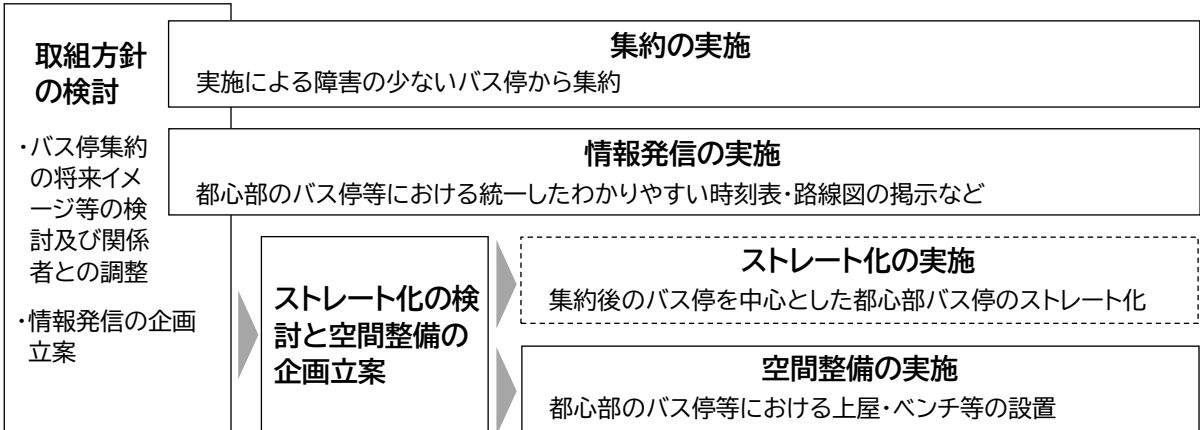 取組方針
の検討
・バス停集約
の将来イメ
ージ等の検
討及び関係
者との調整
・情報発信の企画
立案
集約の実施
実施による障害の少ないバス停から集約
情報発信の実施
都心部のバス停等における統一したわかりやすい時刻表・路線図の掲示など
ストレート化の検
討と空間整備の
企画立案
ストレート化の実施
集約後のバス停を中心とした都心部バス停のストレート化
空間整備の実施
都心部のバス停等における上屋・ベンチ等の設置